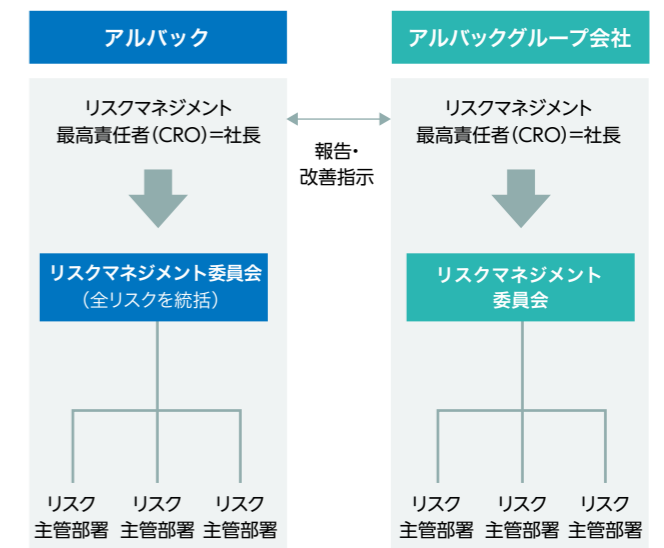 アルバック
リスクマネジメント
最高責任者(CRO)=社長
リスクマネジメント委員会
(全リスクを統括)
リスク
主管部署
リスク
主管部署
リスク
主管部署
報告・
改善指示
アルバックグループ会社
リスクマネジメント
最高責任者(CRO)=社長
リスクマネジメント
委員会
リスク
主管部署
リスク
主管部署
リスク
主管部署